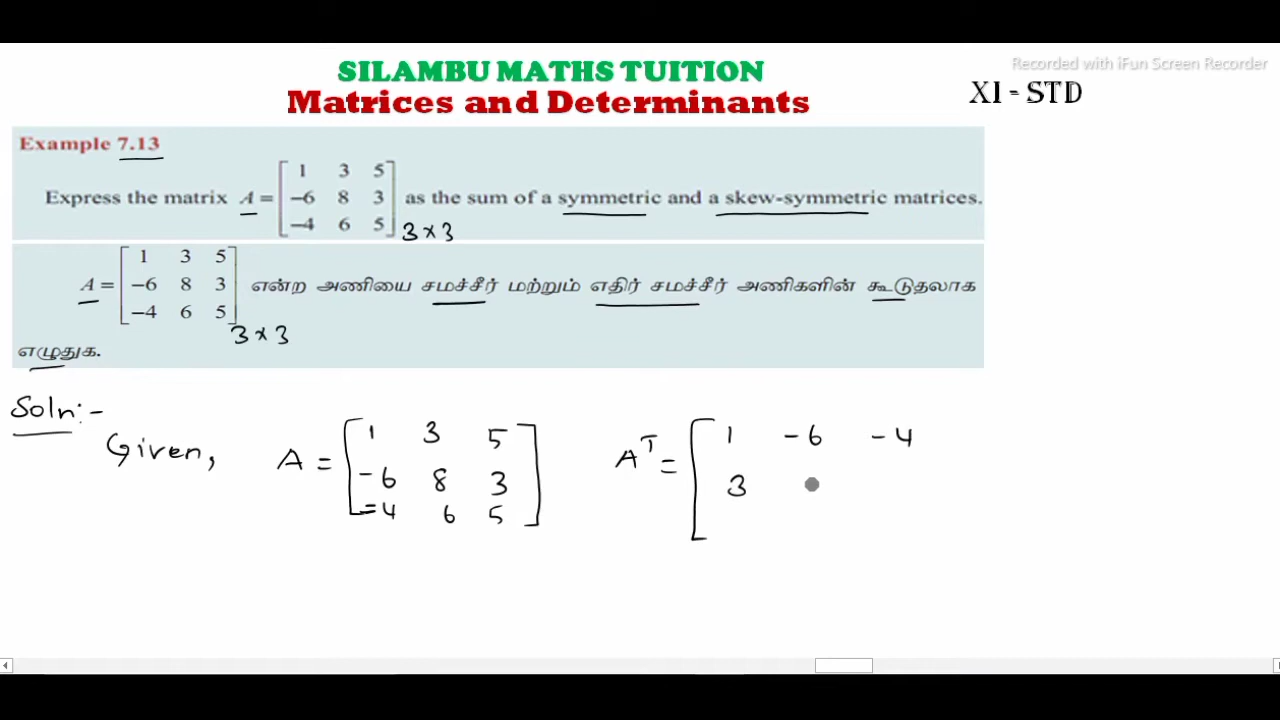 Recorded with iFun Screen Recorder
SILAMBU MATHS TUITION
XI - STD
Matrices and Determinants
Example 7.13
Express the matrix A = [1 3 5; -6 8 3; -4 6 5] as the sum of a symmetric and a skew-symmetric matrices.
3 × 3
A = [1 3 5; -6 8 3; -4 6 5] என்ற அணியை சமச்சீர் மற்றும் எதிர் சமச்சீர் அணிகளின் கூடுதலாக
3 × 3
எழுதுக.
Soln:-
Given, A = [1 3 5; -6 8 3; =4 6 5] Aᵀ = [1 -6 -4; 3